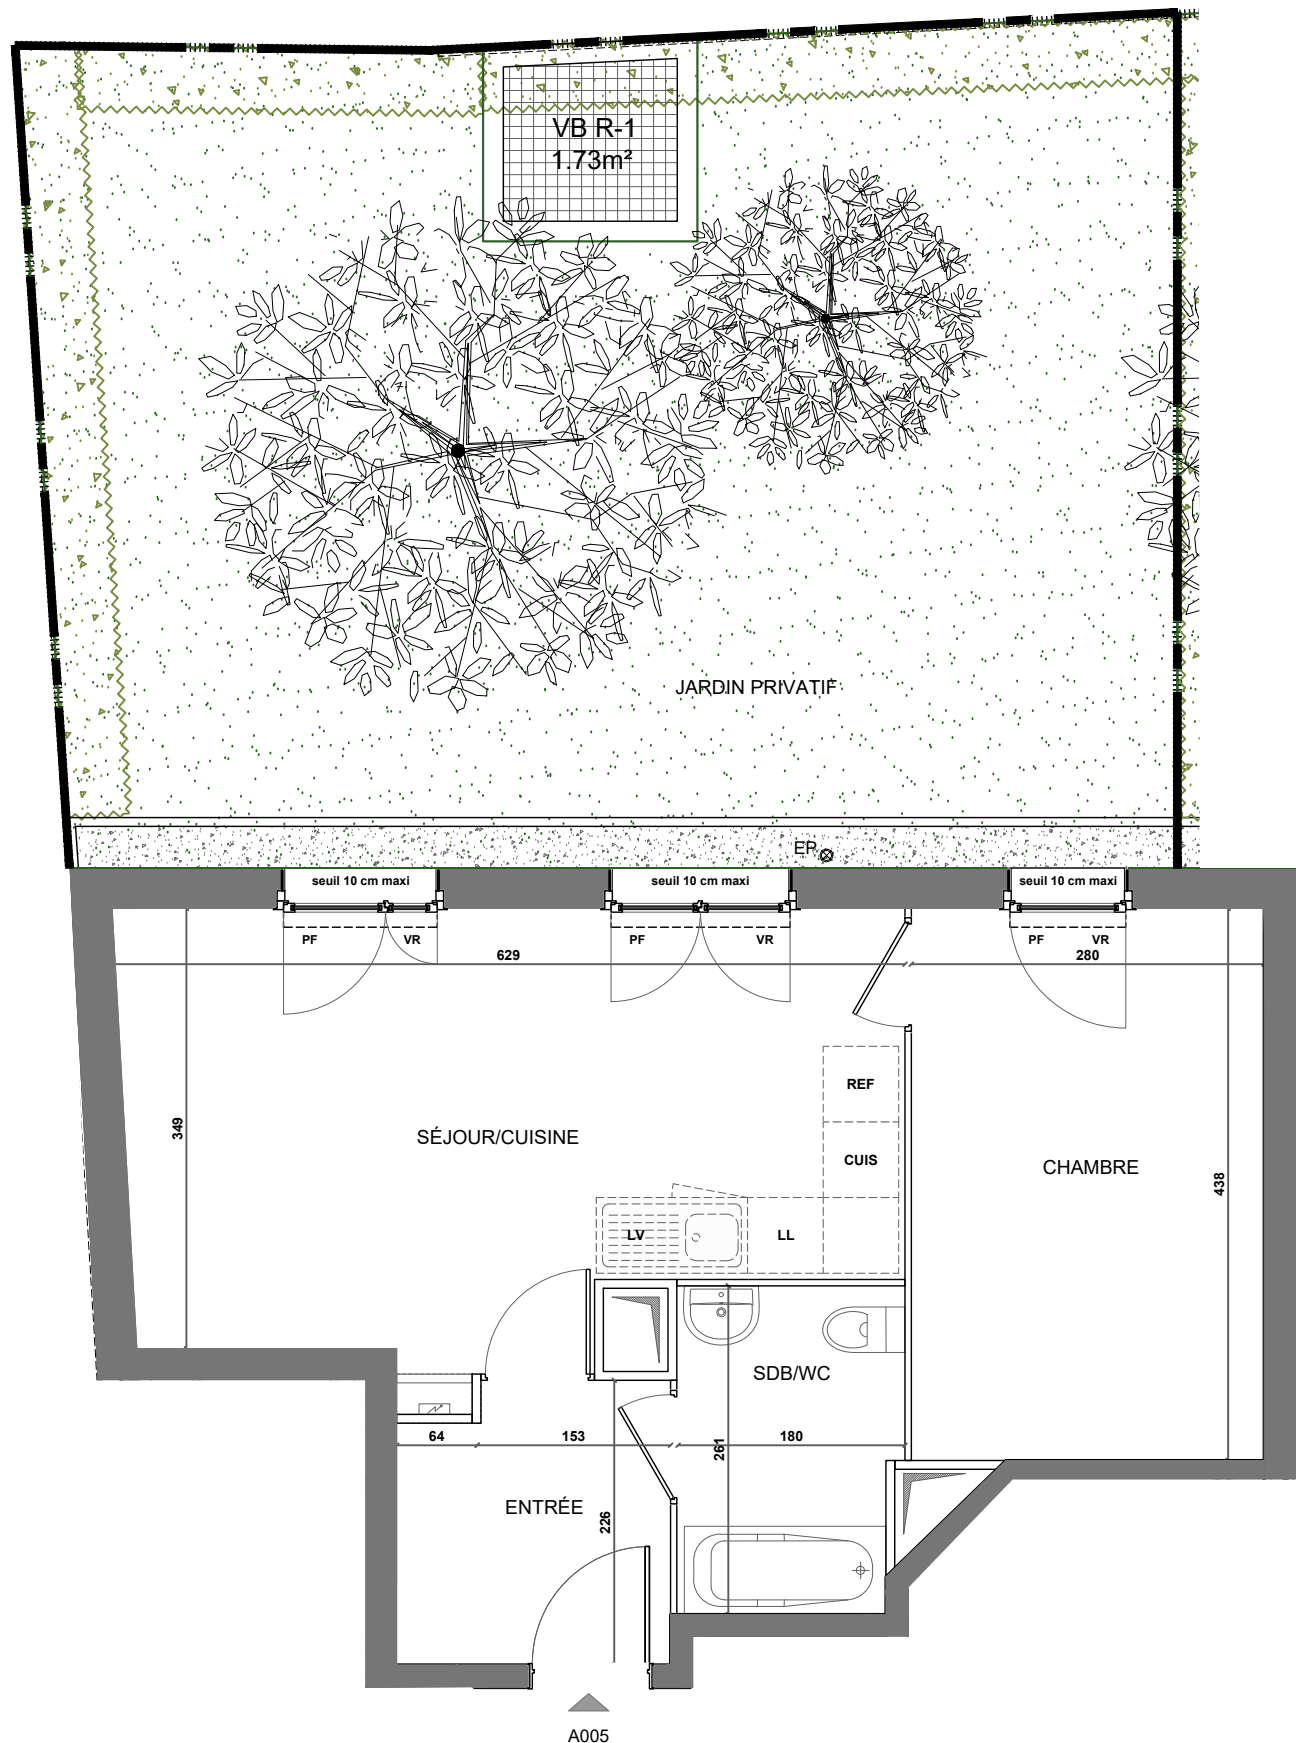 VB R-1
1.73m²
JARDIN PRIVATIF
EP
seuil 10 cm maxi
seuil 10 cm maxi
seuil 10 cm maxi
PF
VR
PF
VR
PF
VR
629
280
REF
349
SÉJOUR/CUISINE
CUIS
CHAMBRE
438
LV
LL
SDB/WC
64
153
261
180
ENTRÉE
226
A005